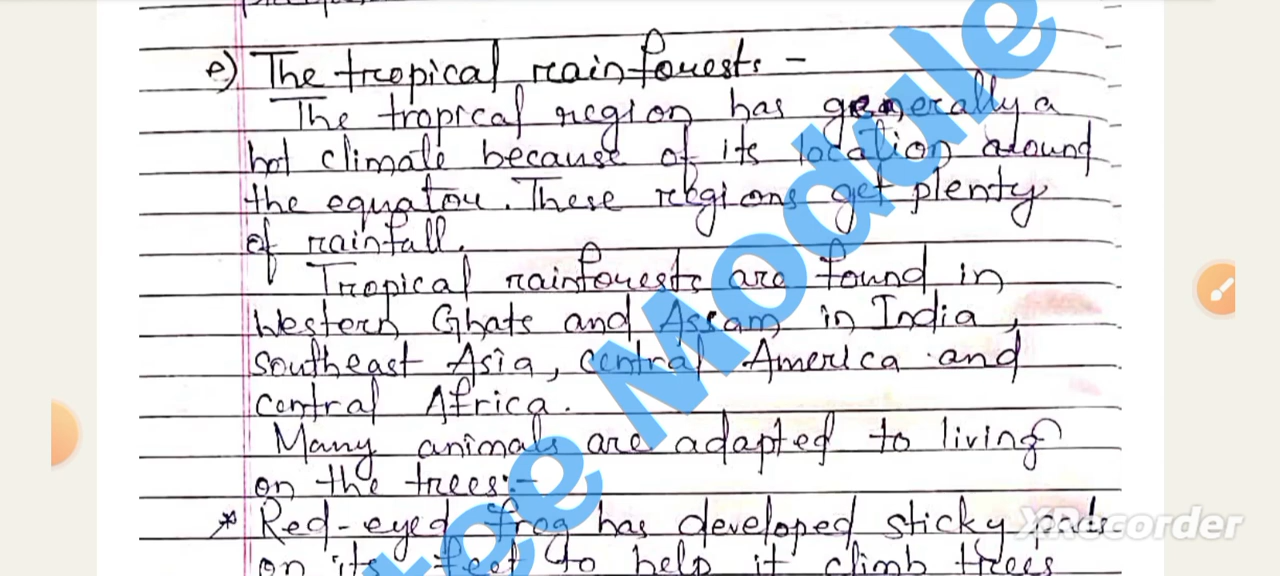 e) The tropical rainforests -
The tropical region has generally a
hot climate because of its location around
the equator. These regions get plenty
of rainfall.
Tropical rainforests are found in
Western Ghats and Assam in India,
southeast Asia, central America and
central Africa.
Many animals are adapted to living
on the trees:-
* Red-eyed frog has developed sticky pads
on its feet to help it climb trees
Module
XRecorder